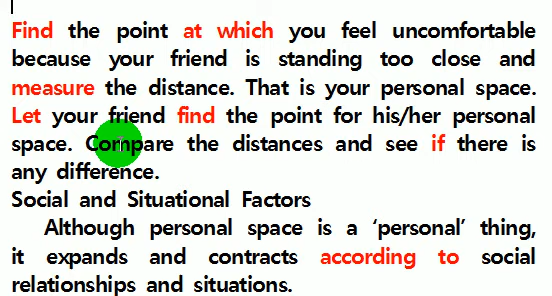 Find the point at which you feel uncomfortable
because your friend is standing too close and
measure the distance. That is your personal space.
Let your friend find the point for his/her personal
space. Compare the distances and see if there is
any difference.
Social and Situational Factors
Although personal space is a ‘personal’ thing,
it expands and contracts according to social
relationships and situations.